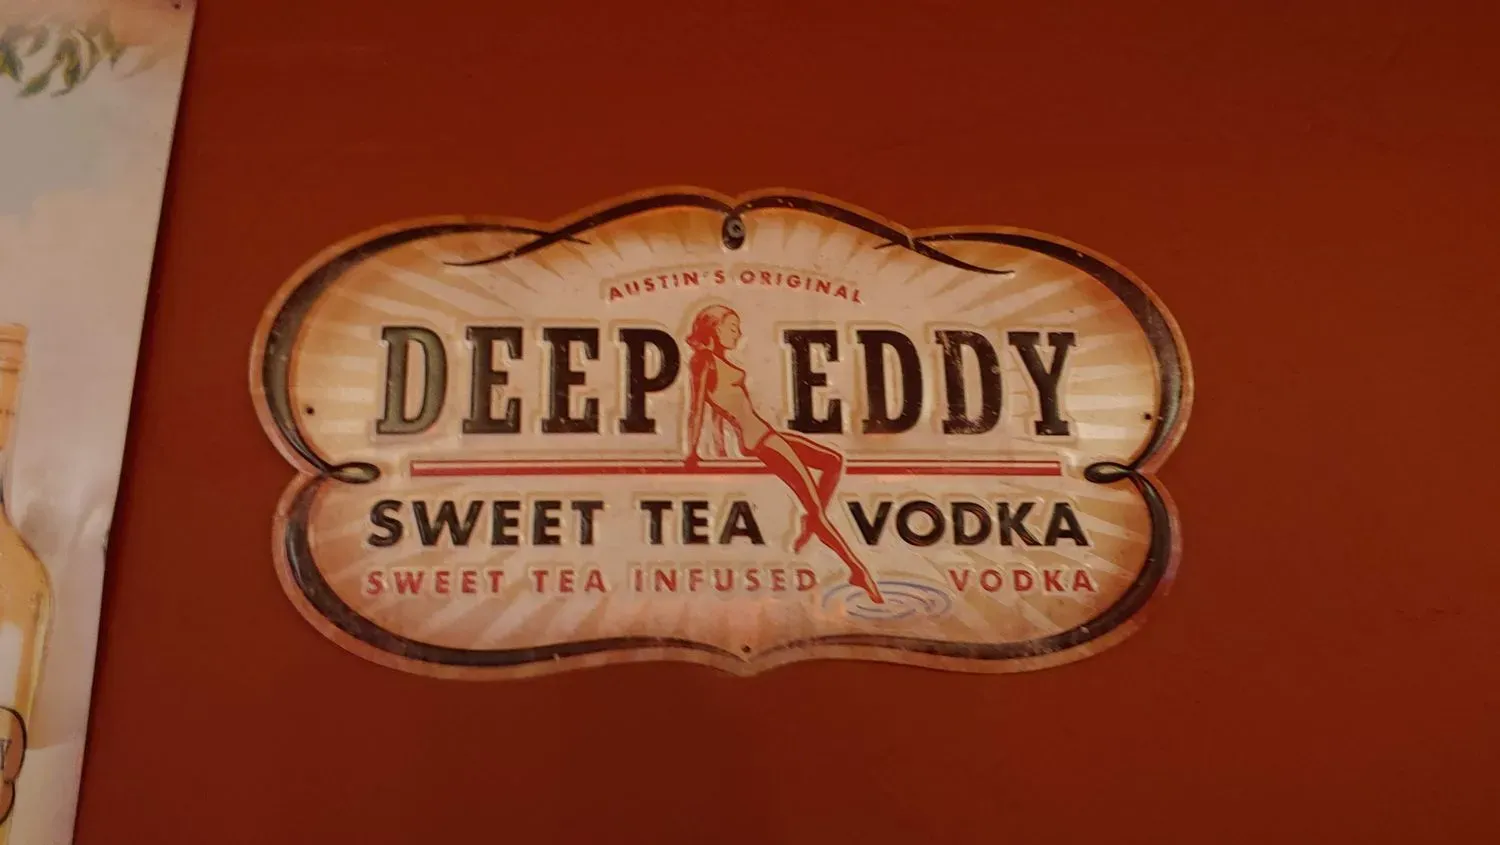 AUSTIN'S ORIGINAL
DEEP EDDY
SWEET TEA VODKA
SWEET TEA INFUSED VODKA